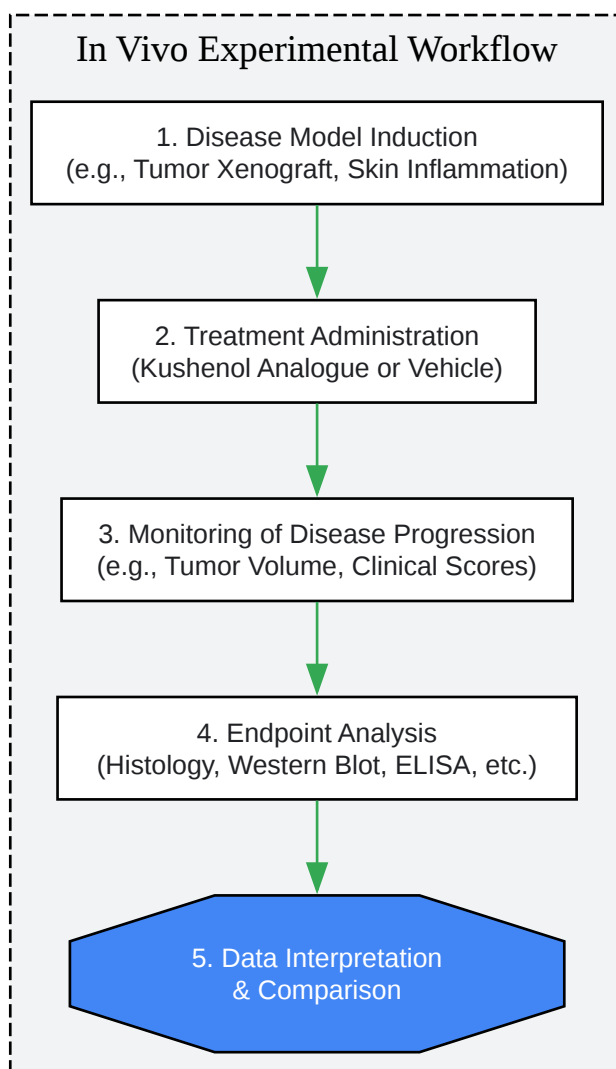 In Vivo Experimental Workflow
1. Disease Model Induction
(e.g., Tumor Xenograft, Skin Inflammation)
2. Treatment Administration
(Kushenol Analogue or Vehicle)
3. Monitoring of Disease Progression
(e.g., Tumor Volume, Clinical Scores)
4. Endpoint Analysis
(Histology, Western Blot, ELISA, etc.)
5. Data Interpretation
& Comparison